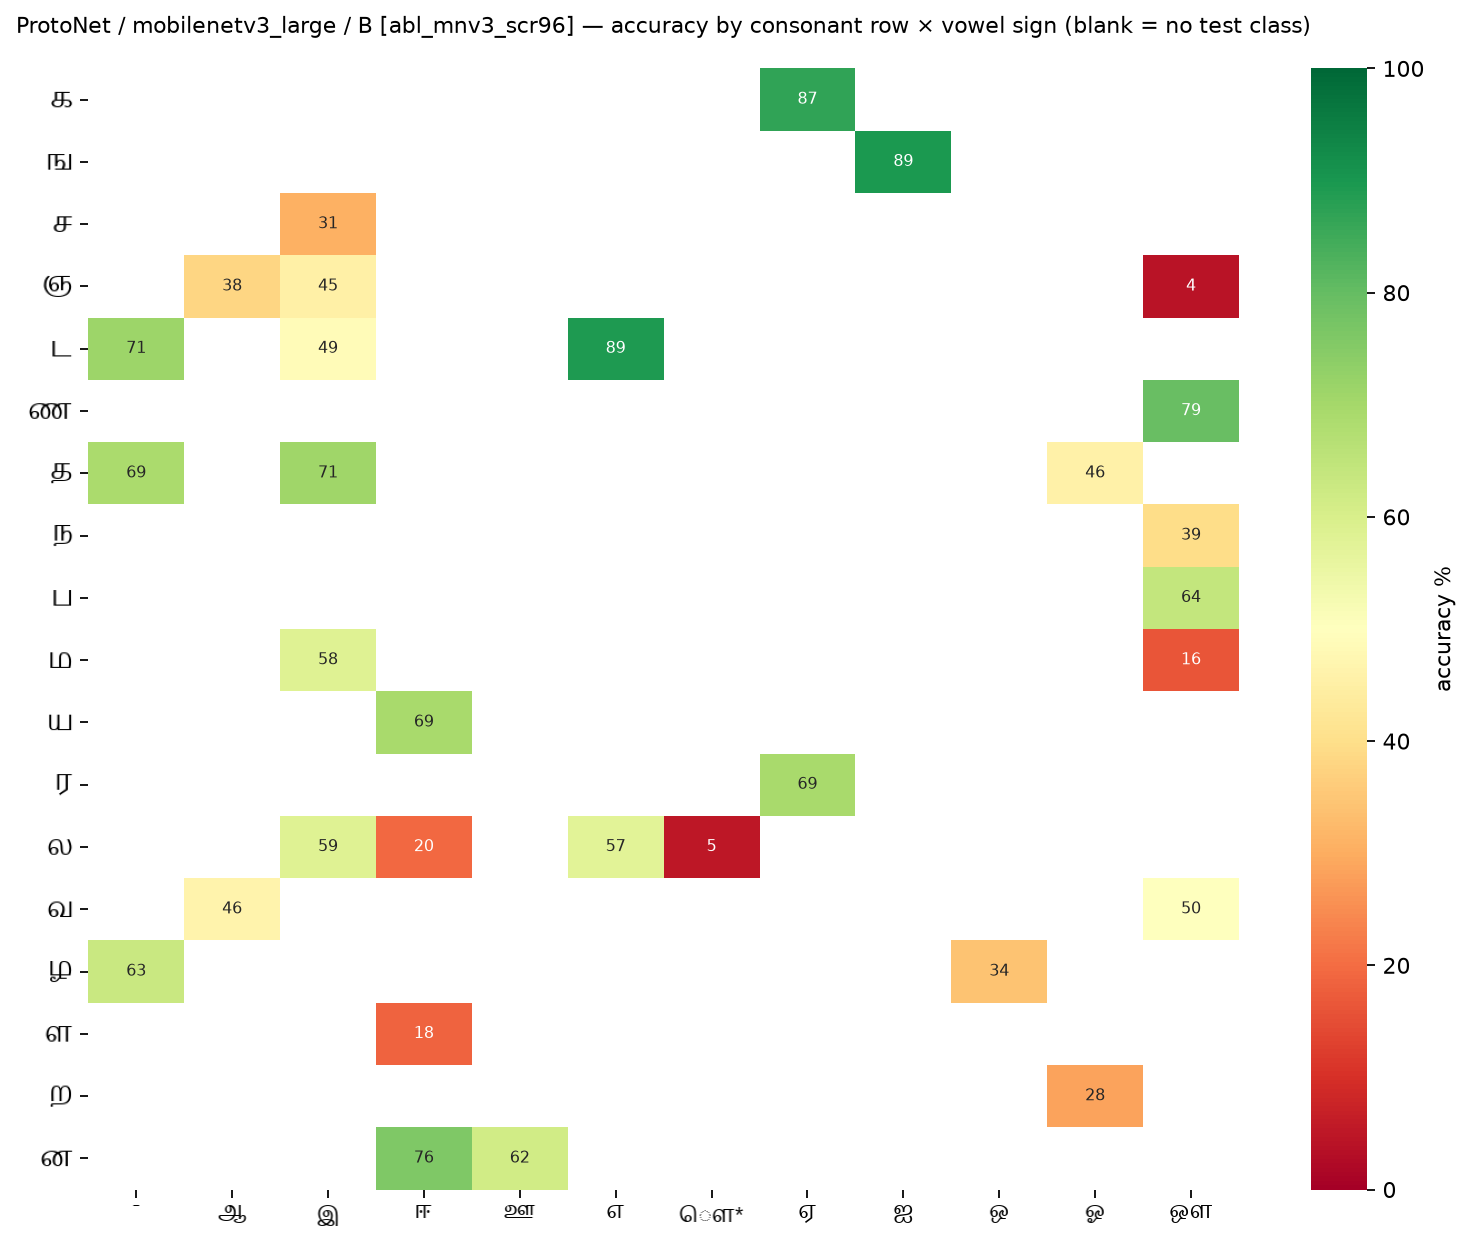 ProtoNet / mobilenetv3_large / B [abl_mnv3_scr96] — accuracy by consonant row × vowel sign (blank = no test class)
க 87
ங 89
ச 31
ஞ 38 45 4
ட 71 49 89
ண 79
த 69 71 46
ந 39
ப 64
ம 58 16
ய 69
ர 69
ல 59 20 57 5
வ 46 50
ழ 63 34
ள 18
ற 28
ன 76 62
- ஆ இ ஈ ஊ எ ௌ* ஏ ஐ ஒ ஓ ஔ
100
80
60
40
20
0
accuracy %